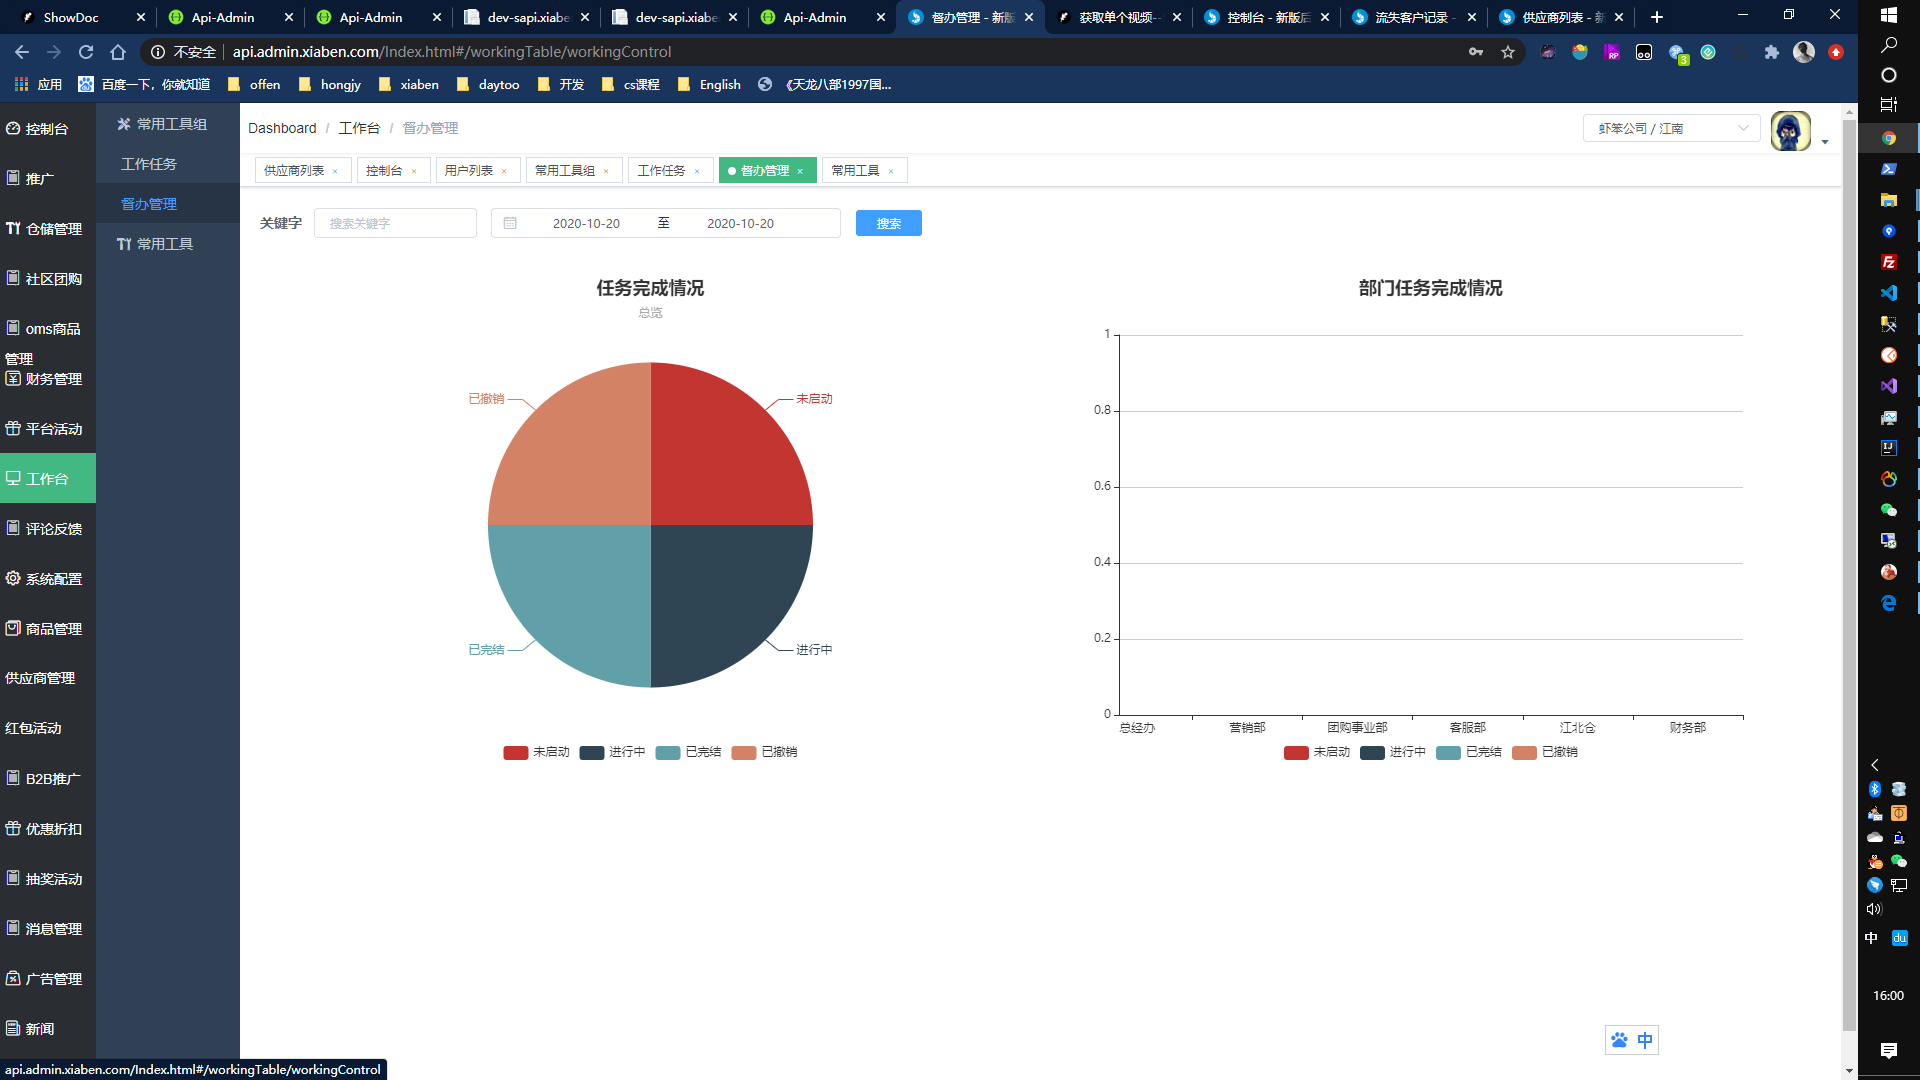 ShowDoc
Api-Admin
Api-Admin
dev-sapi.xiabe
dev-sapi.xiabe
Api-Admin
督办管理 - 新版
获取单个视频--
控制台 - 新版后
流失客户记录 -
供应商列表 - 新
不安全
api.admin.xiaben.com/Index.html#/workingTable/workingControl
应用
百度一下，你就知道
offen
hongjy
xiaben
daytoo
开发
cs课程
English
《天龙八部1997国...
控制台
推广
仓储管理
社区团购
oms商品
管理
财务管理
平台活动
工作台
评论反馈
系统配置
商品管理
供应商管理
红包活动
B2B推广
优惠折扣
抽奖活动
消息管理
广告管理
新闻
常用工具组
工作任务
督办管理
常用工具
Dashboard / 工作台 / 督办管理
虾笨公司 / 江南
供应商列表 ×
控制台 ×
用户列表 ×
常用工具组 ×
工作任务 ×
督办管理 ×
常用工具 ×
关键字
搜索关键字
2020-10-20 至 2020-10-20
搜索
任务完成情况
总览
已撤销
未启动
已完结
进行中
未启动 进行中 已完结 已撤销
部门任务完成情况
1
0.8
0.6
0.4
0.2
0
总经办 营销部 团购事业部 客服部 江北仓 财务部
未启动 进行中 已完结 已撤销
中
api.admin.xiaben.com/Index.html#/workingTable/workingControl
RP
3
FZ
IJ
中
du
16:00